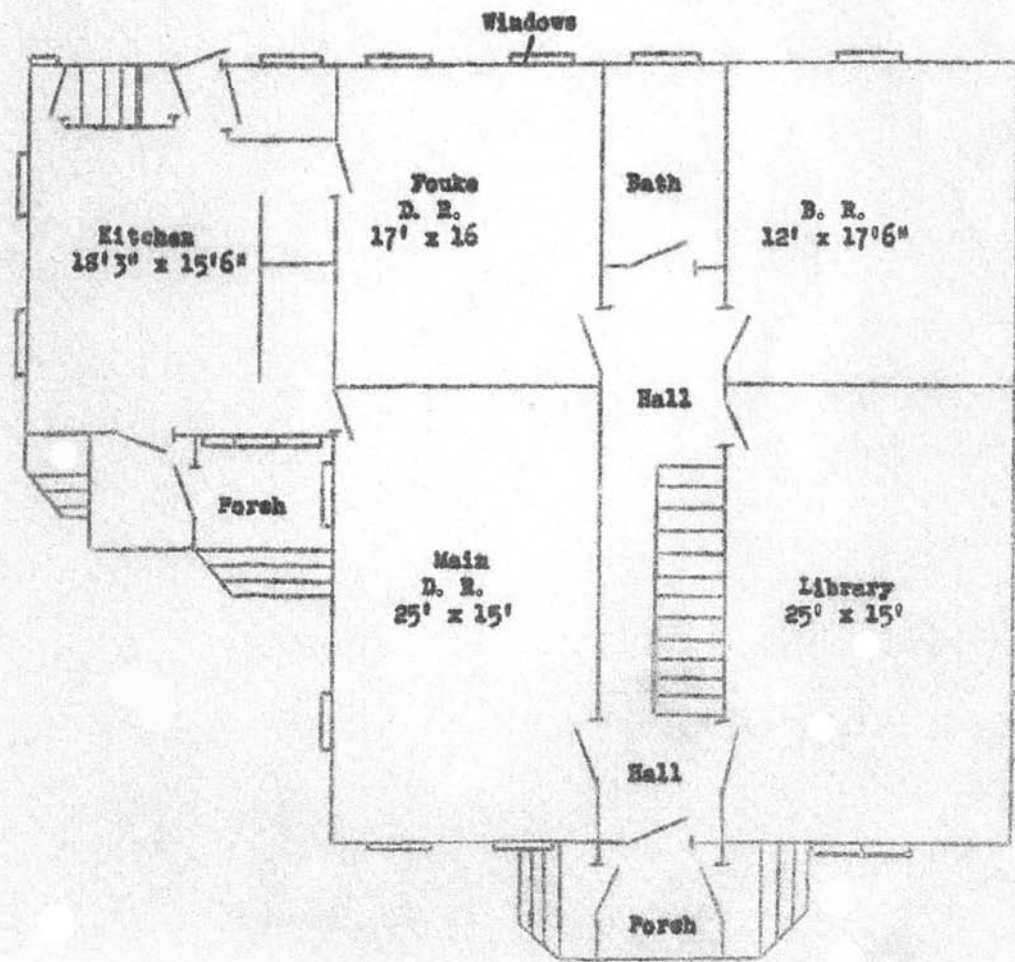 Windows
Fouke
D. R.
17' x 16
Bath
B. R.
12' x 17'6"
Kitchen
18'3" x 15'6"
Hall
Porch
Main
D. R.
25' x 15'
Library
25' x 15'
Hall
Porch